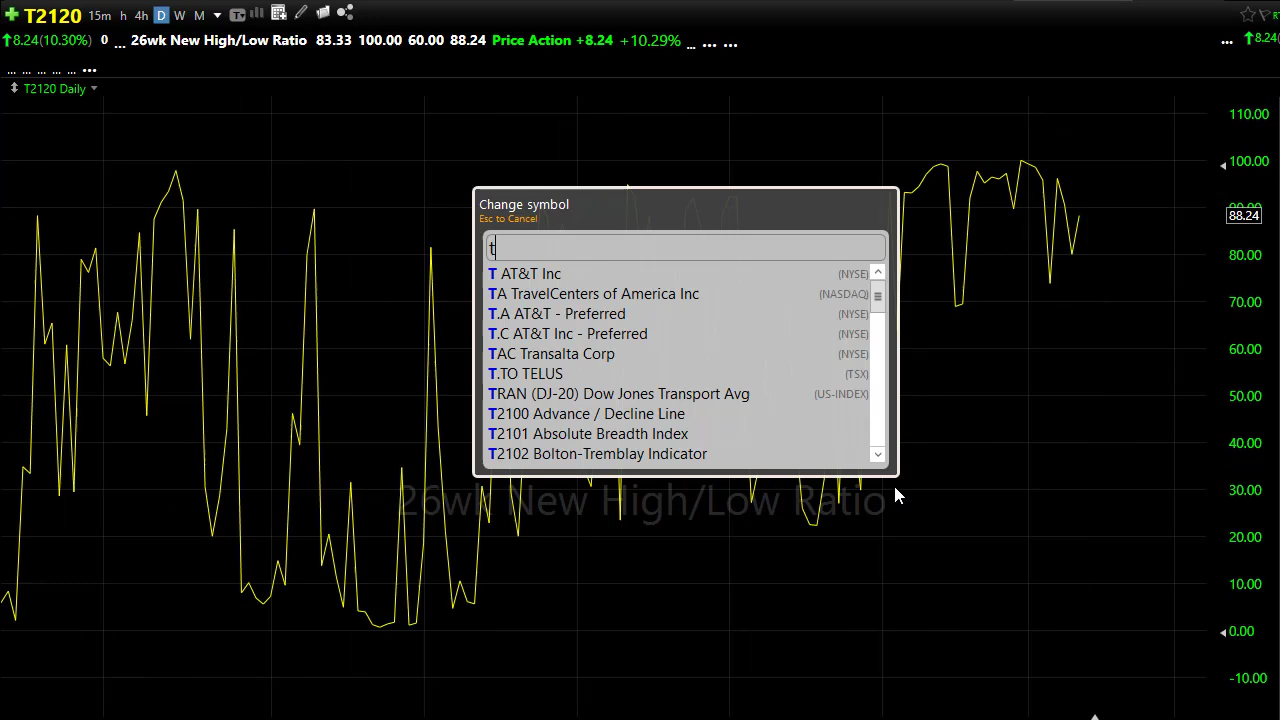 T2120 15m h 4h D W M
8.24(10.30%) 0 ... 26wk New High/Low Ratio 83.33 100.00 60.00 88.24 Price Action +8.24 +10.29% ... ... ... ... 8.24(
... ... ... ... ... ...
T2120 Daily
110.00
100.00
90.00
88.24
80.00
70.00
60.00
50.00
40.00
30.00
20.00
10.00
0.00
-10.00
Change symbol
Esc to Cancel
t
T AT&T Inc (NYSE)
TA TravelCenters of America Inc (NASDAQ)
T.A AT&T - Preferred (NYSE)
T.C AT&T Inc - Preferred (NYSE)
TAC Transalta Corp (NYSE)
T.TO TELUS (TSX)
TRAN (DJ-20) Dow Jones Transport Avg (US-INDEX)
T2100 Advance / Decline Line
T2101 Absolute Breadth Index
T2102 Bolton-Tremblay Indicator
26wk New High/Low Ratio